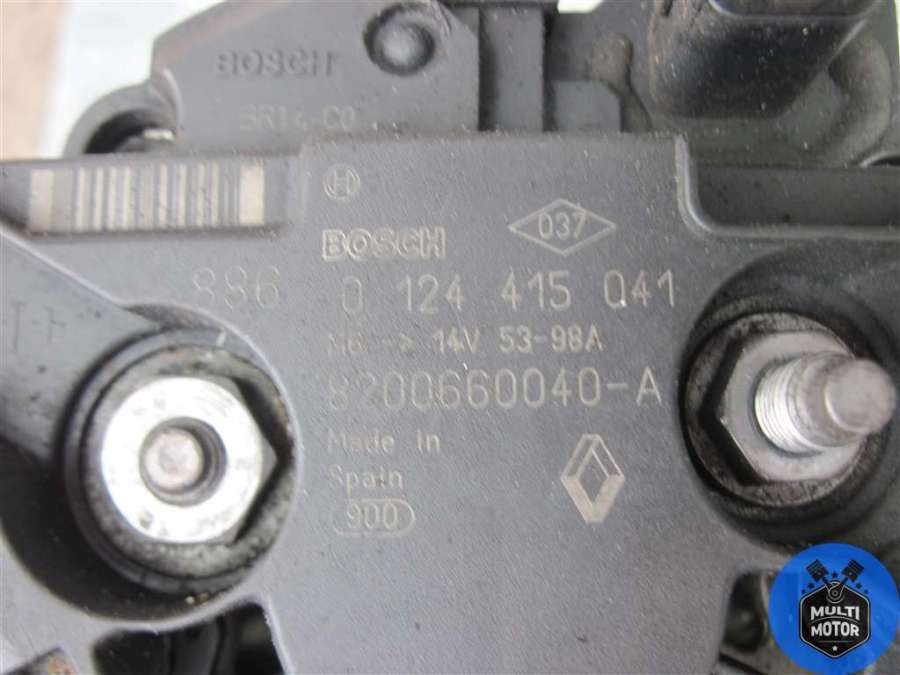 BOSCH
BOSCH
037
886
0 124 415 041
14V 53-98A
8200660040-A
Made in
Spain
900
MULTI
MOTOR